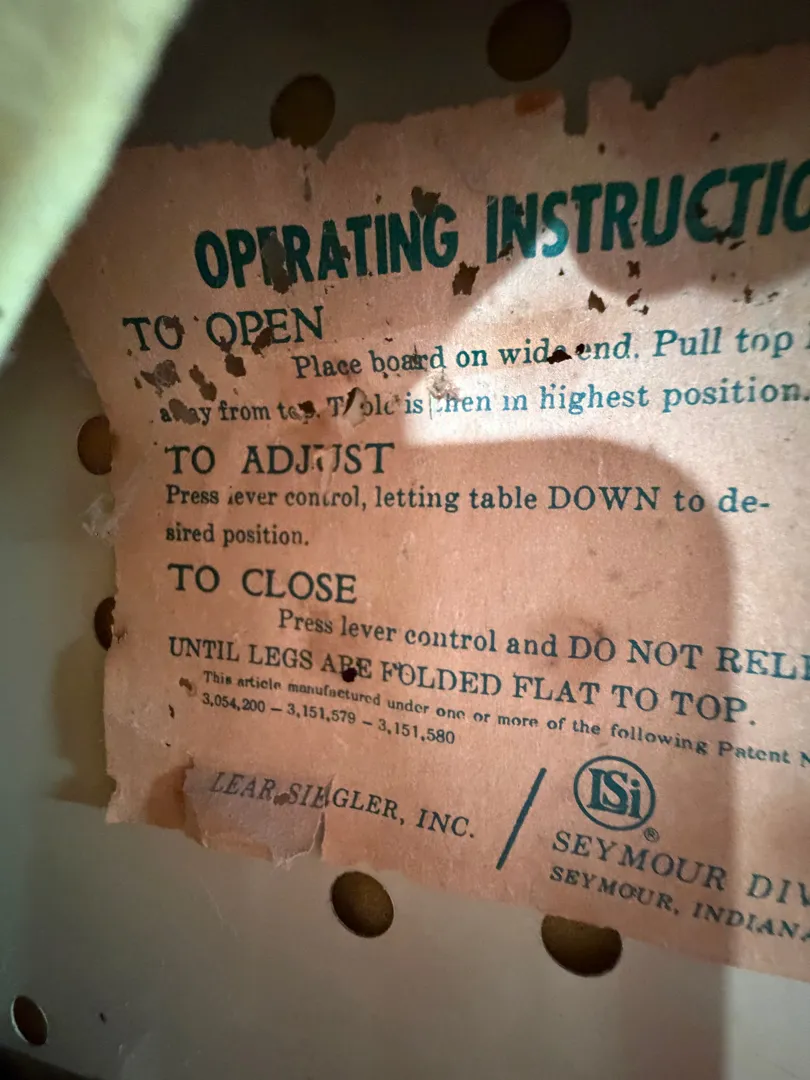 OPERATING INSTRUCTIO
TO OPEN
Place board on wide end. Pull top
away from top. Table is then in highest position.
TO ADJUST
Press lever control, letting table DOWN to de-
sired position.
TO CLOSE
Press lever control and DO NOT REL
UNTIL LEGS ARE FOLDED FLAT TO TOP.
This article manufactured under one or more of the following Patent N
3,054,200 – 3,151,579 – 3,151,580
LEAR SIEGLER, INC. / LSi ®
SEYMOUR DIV
SEYMOUR, INDIANA